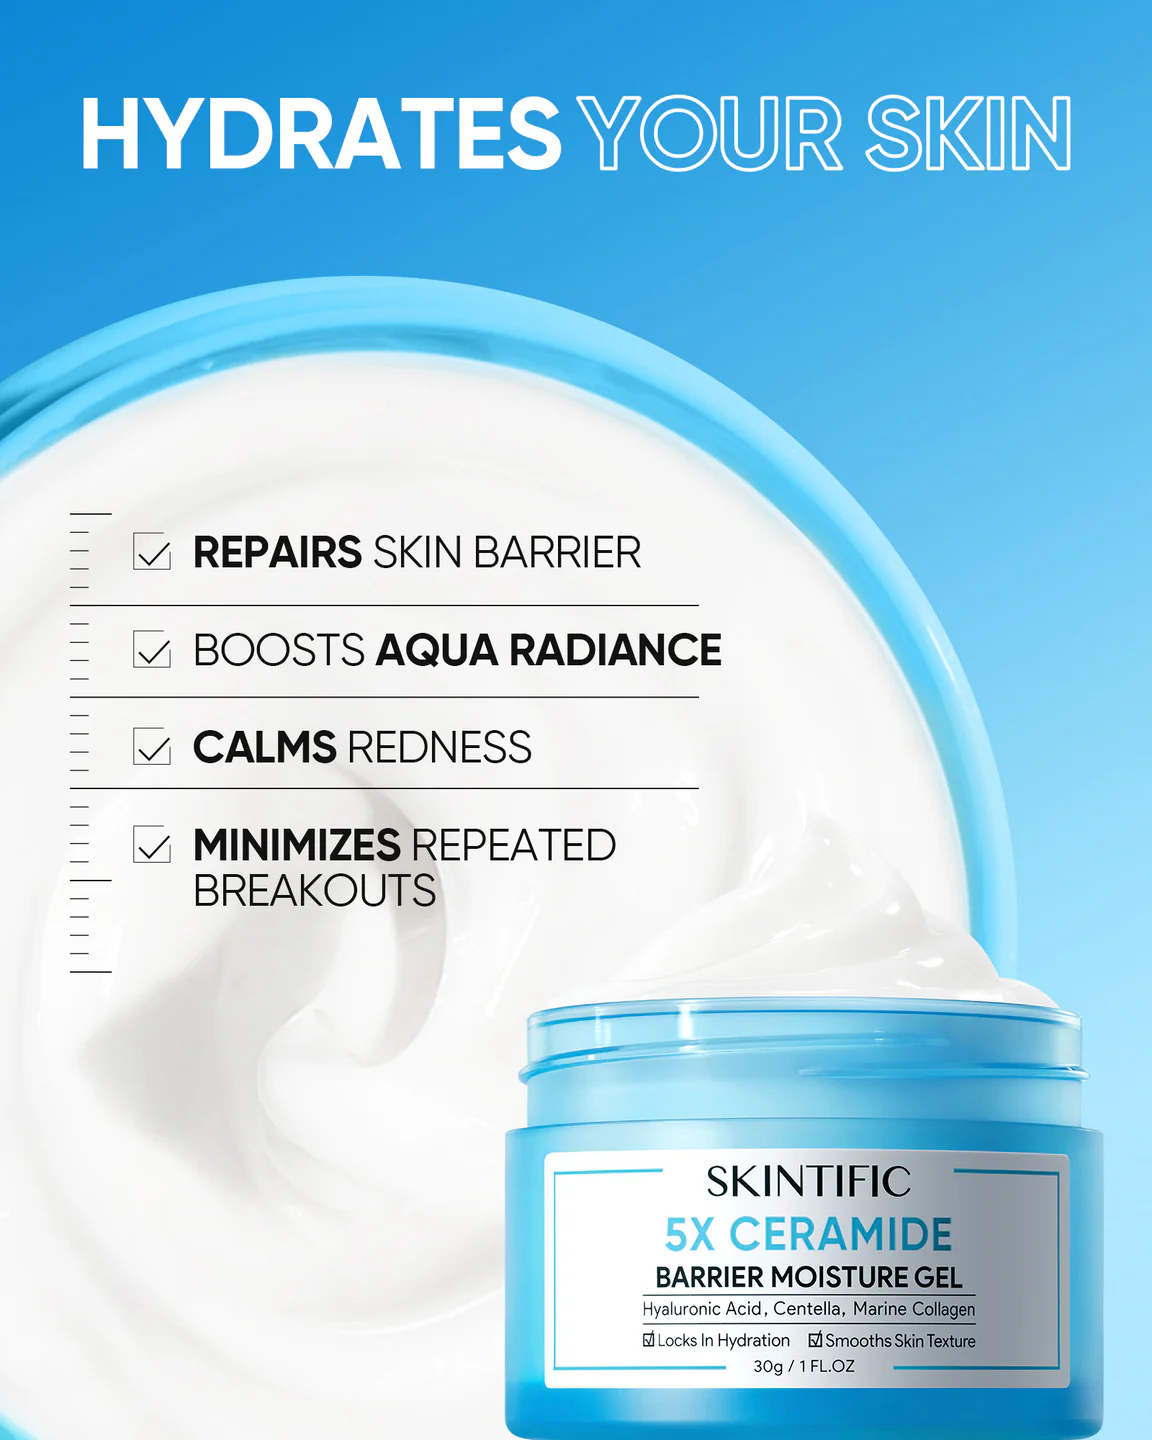 HYDRATES YOUR SKIN
REPAIRS SKIN BARRIER
BOOSTS AQUA RADIANCE
CALMS REDNESS
MINIMIZES REPEATED
BREAKOUTS
SKINTIFIC
5X CERAMIDE
BARRIER MOISTURE GEL
Hyaluronic Acid, Centella, Marine Collagen
☑ Locks In Hydration ☑ Smooths Skin Texture
30g / 1 FL.OZ